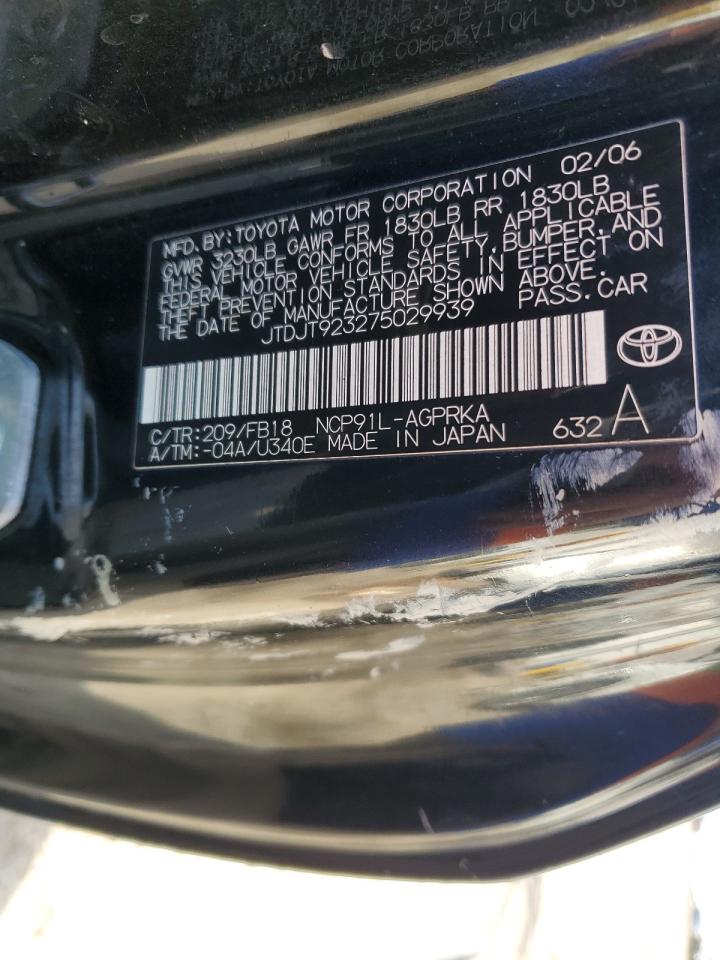 MFD. BY: TOYOTA MOTOR CORPORATION 02/06
GVWR 3230LB GAWR FR 1830LB RR 1830LB
THIS VEHICLE CONFORMS TO ALL APPLICABLE
FEDERAL MOTOR VEHICLE SAFETY, BUMPER, AND
THEFT PREVENTION STANDARDS IN EFFECT ON
THE DATE OF MANUFACTURE SHOWN ABOVE.
JTDJT923275029939 PASS. CAR
C/TR: 209/FB18 NCP91L-AGPRKA
A/TM: -04A/U340E MADE IN JAPAN 632 A